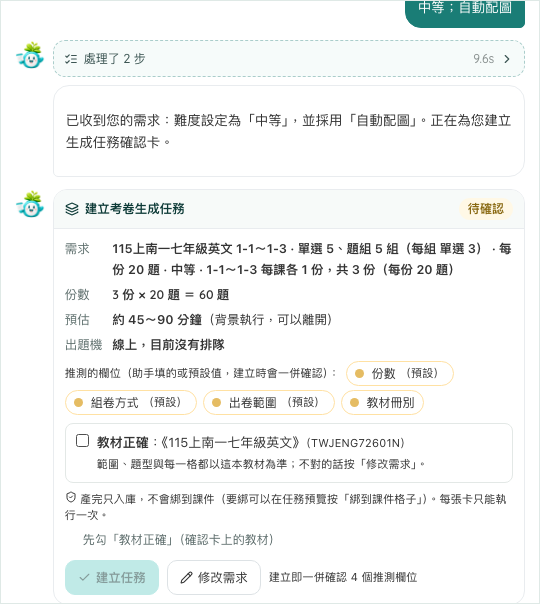 中等；自動配圖
處理了 2 步 9.6s
已收到您的需求：難度設定為「中等」，並採用「自動配圖」。正在為您建立
生成任務確認卡。
建立考卷生成任務 待確認
需求 115上南一七年級英文 1-1~1-3 · 單選 5、題組 5 組（每組 單選 3） · 每
份 20 題 · 中等 · 1-1~1-3 每課各 1 份，共 3 份（每份 20 題）
份數 3 份 × 20 題 ＝ 60 題
預估 約 45～90 分鐘（背景執行，可以離開）
出題機 線上，目前沒有排隊
推測的欄位（助手填的或預設值，建立時會一併確認）： 份數 （預設）
組卷方式 （預設） 出卷範圍 （預設） 教材冊別
教材正確：《115上南一七年級英文》（TWJENG72601N）
範圍、題型與每一格都以這本教材為準；不對的話按「修改需求」。
產完只入庫，不會綁到課件（要綁可以在任務預覽按「綁到課件格子」）。每張卡只能執
行一次。
先勾「教材正確」（確認卡上的教材）
建立任務 修改需求 建立即一併確認 4 個推測欄位